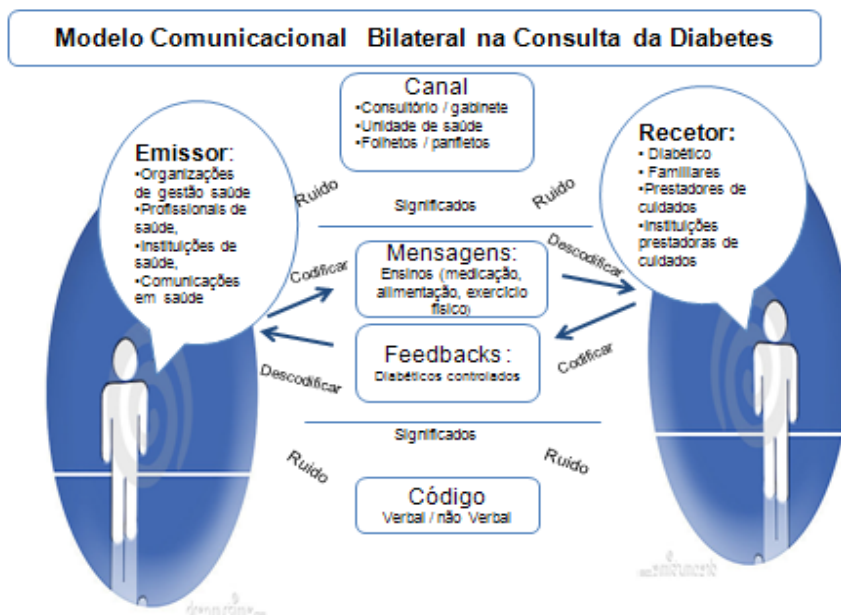 Modelo Comunicacional Bilateral na Consulta da Diabetes
Canal
•Consultório / gabinete
•Unidade de saúde
•Folhetos / panfletos
Emissor:
•Organizações
de gestão saúde
•Profissionais de
saúde,
•Instituições de
saúde,
•Comunicações
em saúde
Recetor:
• Diabético
• Familiares
•Prestadores de
cuidados
•Instituições
prestadoras de
cuidados
Ruído
Significados
Ruído
Codificar
Mensagens:
Ensinos (medicação,
alimentação, exercício
físico)
Descodificar
Descodificar
Feedbacks :
Diabéticos controlados
Codificar
Significados
Ruído
Ruído
Código
Verbal / não Verbal